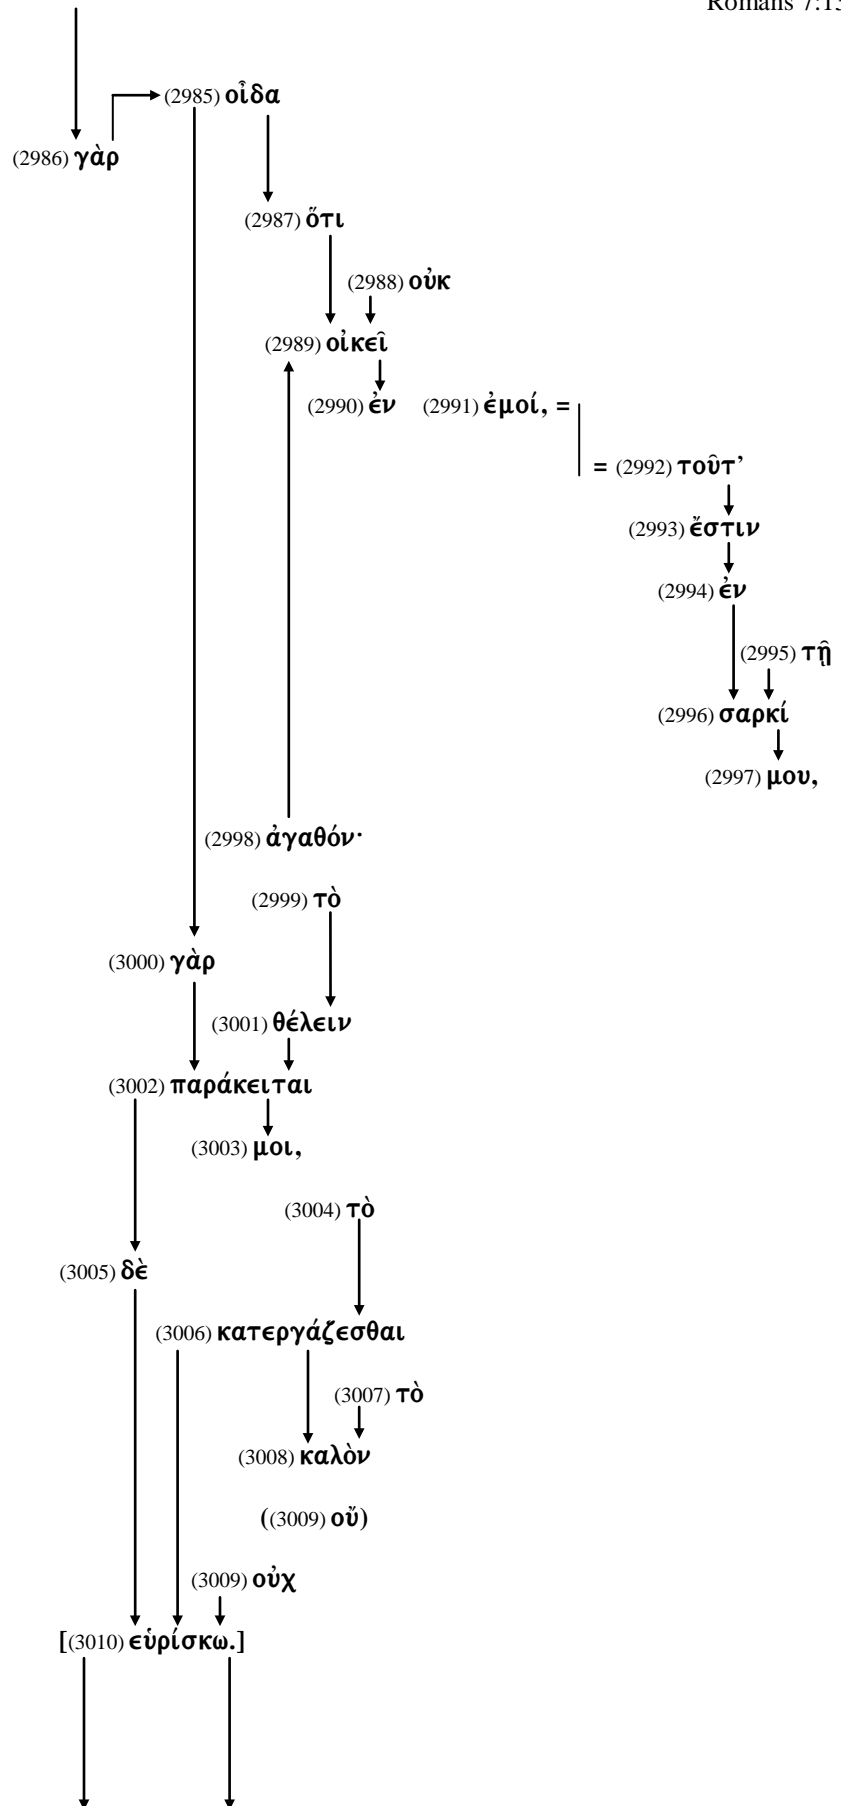 Romans 7:13
(2985) οἶδα
(2986) γὰρ
(2987) ὅτι
(2988) οὐκ
(2989) οἰκεῖ
(2990) ἐν (2991) ἐμοί, =
= (2992) τοῦτ’
(2993) ἔστιν
(2994) ἐν
(2995) τῇ
(2996) σαρκί
(2997) μου,
(2998) ἀγαθόν·
(2999) τὸ
(3000) γὰρ
(3001) θέλειν
(3002) παράκειται
(3003) μοι,
(3004) τὸ
(3005) δὲ
(3006) κατεργάζεσθαι
(3007) τὸ
(3008) καλὸν
((3009) οὔ)
(3009) οὐχ
[(3010) εὑρίσκω.]